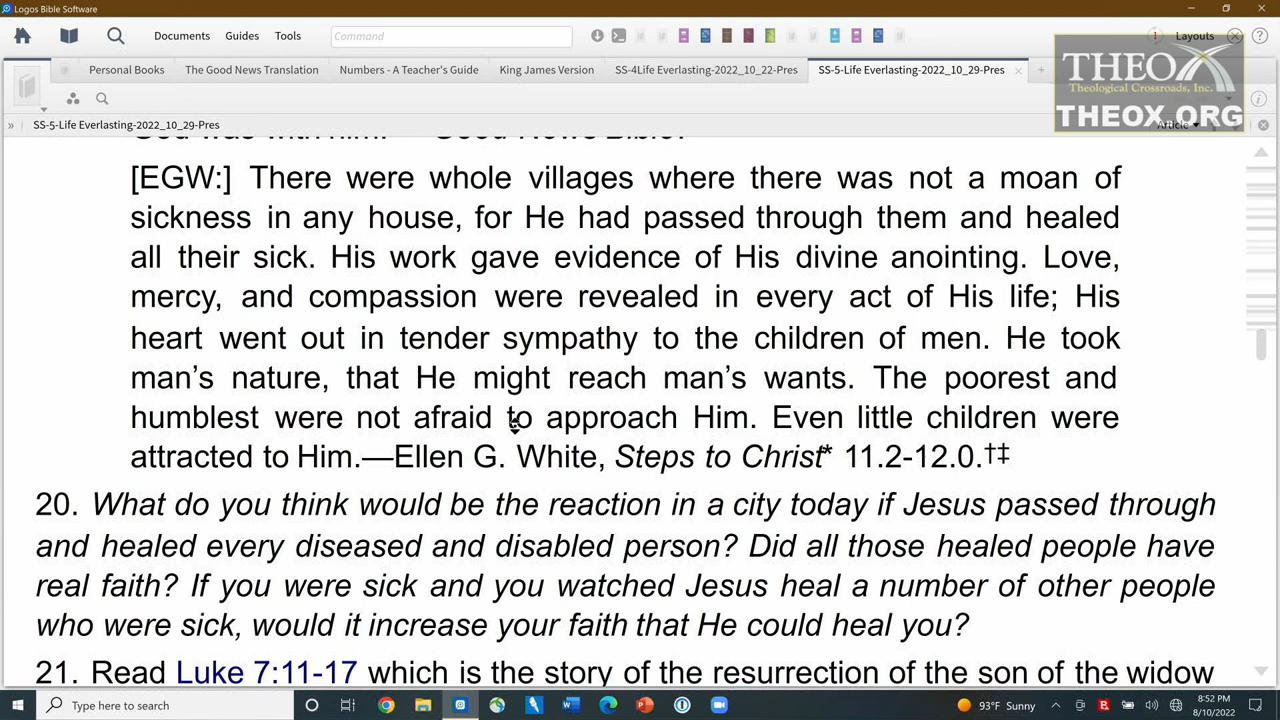 Logos Bible Software
Documents Guides Tools Command Layouts
Personal Books The Good News Translation Numbers - A Teacher's Guide King James Version SS-4Life Everlasting-2022_10_22-Pres SS-5-Life Everlasting-2022_10_29-Pres
THEOX
Theological Crossroads, Inc.
THEOX.ORG
SS-5-Life Everlasting-2022_10_29-Pres Article
God was with him.—Good News Bible.*
[EGW:] There were whole villages where there was not a moan of
sickness in any house, for He had passed through them and healed
all their sick. His work gave evidence of His divine anointing. Love,
mercy, and compassion were revealed in every act of His life; His
heart went out in tender sympathy to the children of men. He took
man's nature, that He might reach man's wants. The poorest and
humblest were not afraid to approach Him. Even little children were
attracted to Him.—Ellen G. White, Steps to Christ* 11.2-12.0.†‡
20. What do you think would be the reaction in a city today if Jesus passed through
and healed every diseased and disabled person? Did all those healed people have
real faith? If you were sick and you watched Jesus heal a number of other people
who were sick, would it increase your faith that He could heal you?
21. Read Luke 7:11-17 which is the story of the resurrection of the son of the widow
Type here to search
93°F Sunny
8:52 PM
8/10/2022